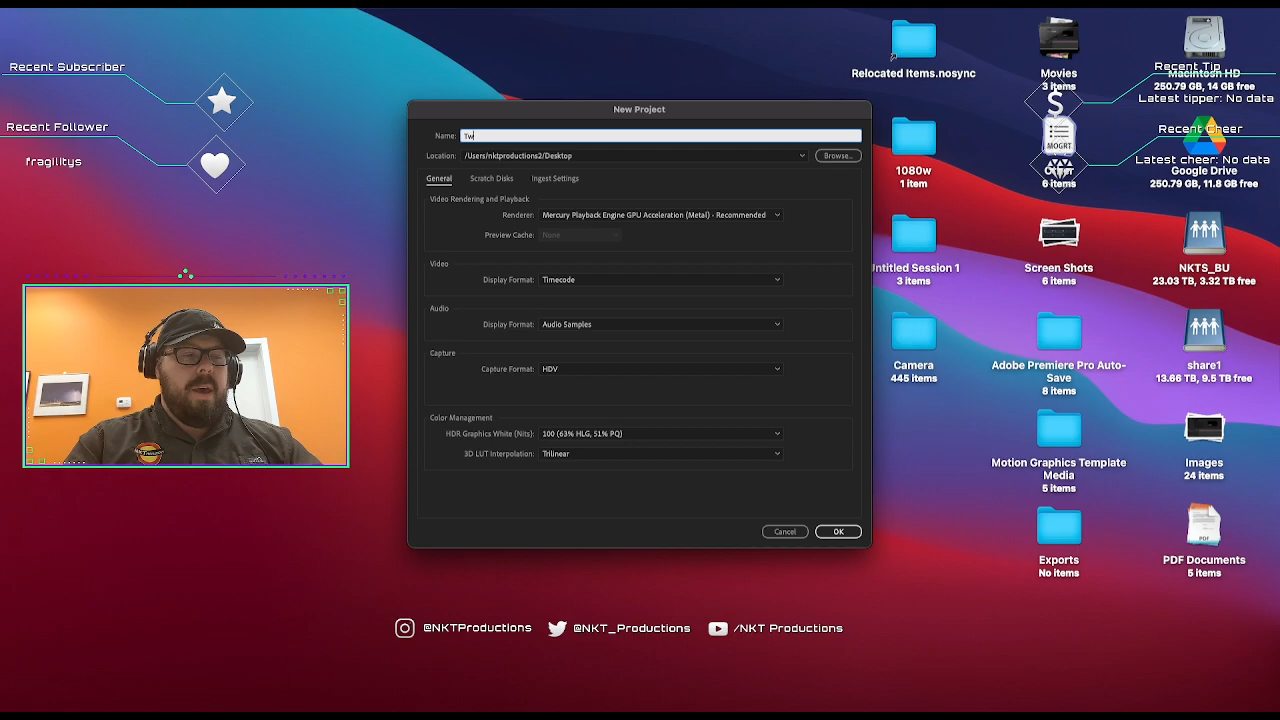 Recent Subscriber
Recent Follower
fragilitys
New Project
Name: Tw
Location: /Users/nktproductions2/Desktop
Browse...
General
Scratch Disks
Ingest Settings
Video Rendering and Playback
Renderer: Mercury Playback Engine GPU Acceleration (Metal) - Recommended
Preview Cache: None
Video
Display Format: Timecode
Audio
Display Format: Audio Samples
Capture
Capture Format: HDV
Color Management
HDR Graphics White (Nits): 100 (63% HLG, 51% PQ)
3D LUT Interpolation: Trilinear
Cancel
OK
Relocated Items.nosync
Movies
3 items
Recent Tip
Macintosh HD
250.79 GB, 14 GB free
Latest tipper: No data
MOGRT
6 items
1080w
1 item
Recent Cheer
Latest cheer: No data
Google Drive
250.79 GB, 11.8 GB free
Untitled Session 1
3 items
Screen Shots
6 items
NKTS_BU
23.03 TB, 3.32 TB free
Camera
445 items
Adobe Premiere Pro Auto-
Save
8 items
share1
13.66 TB, 9.5 TB free
Motion Graphics Template
Media
5 items
Images
24 items
Exports
No items
PDF
PDF Documents
5 items
@NKTProductions
@NKT_Productions
/NKT Productions